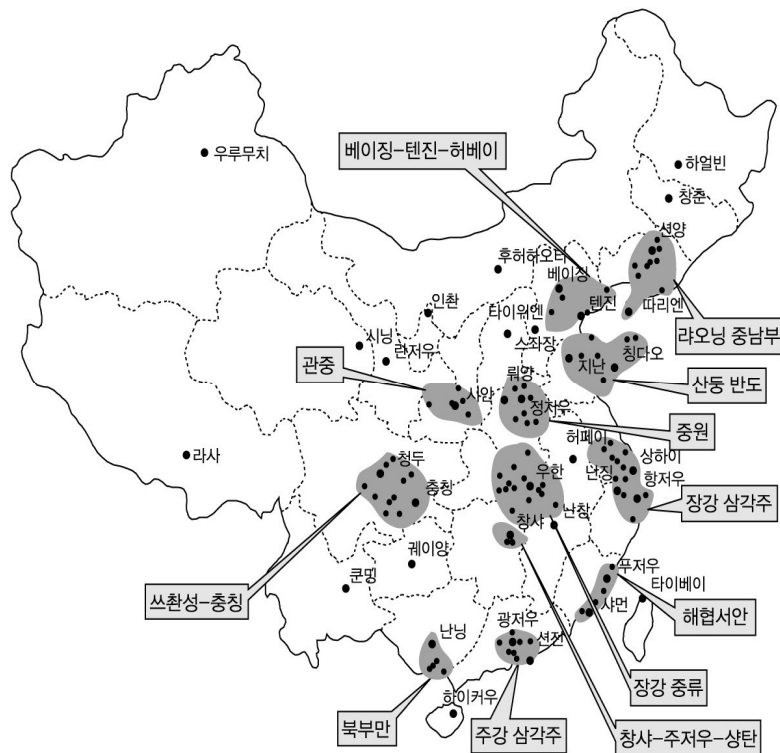 베이징-텐진-허베이
우루무치
하얼빈
창춘
션양
후허하오터
베이징
인촨
타이위엔
텐진
따리엔
스좌장
라오닝 중남부
시닝
란저우
칭다오
지난
관중
뤄양
산둥 반도
시안
정저우
중원
허페이
상하이
라사
청두
우한
난징
항저우
충칭
장강 삼각주
창샤
난창
궤이양
푸저우
타이베이
쿤밍
쓰촨성-충칭
샤먼
해협서안
광저우
난닝
션전
하이커우
장강 중류
북부만
주강 삼각주
창샤-주저우-샹탄